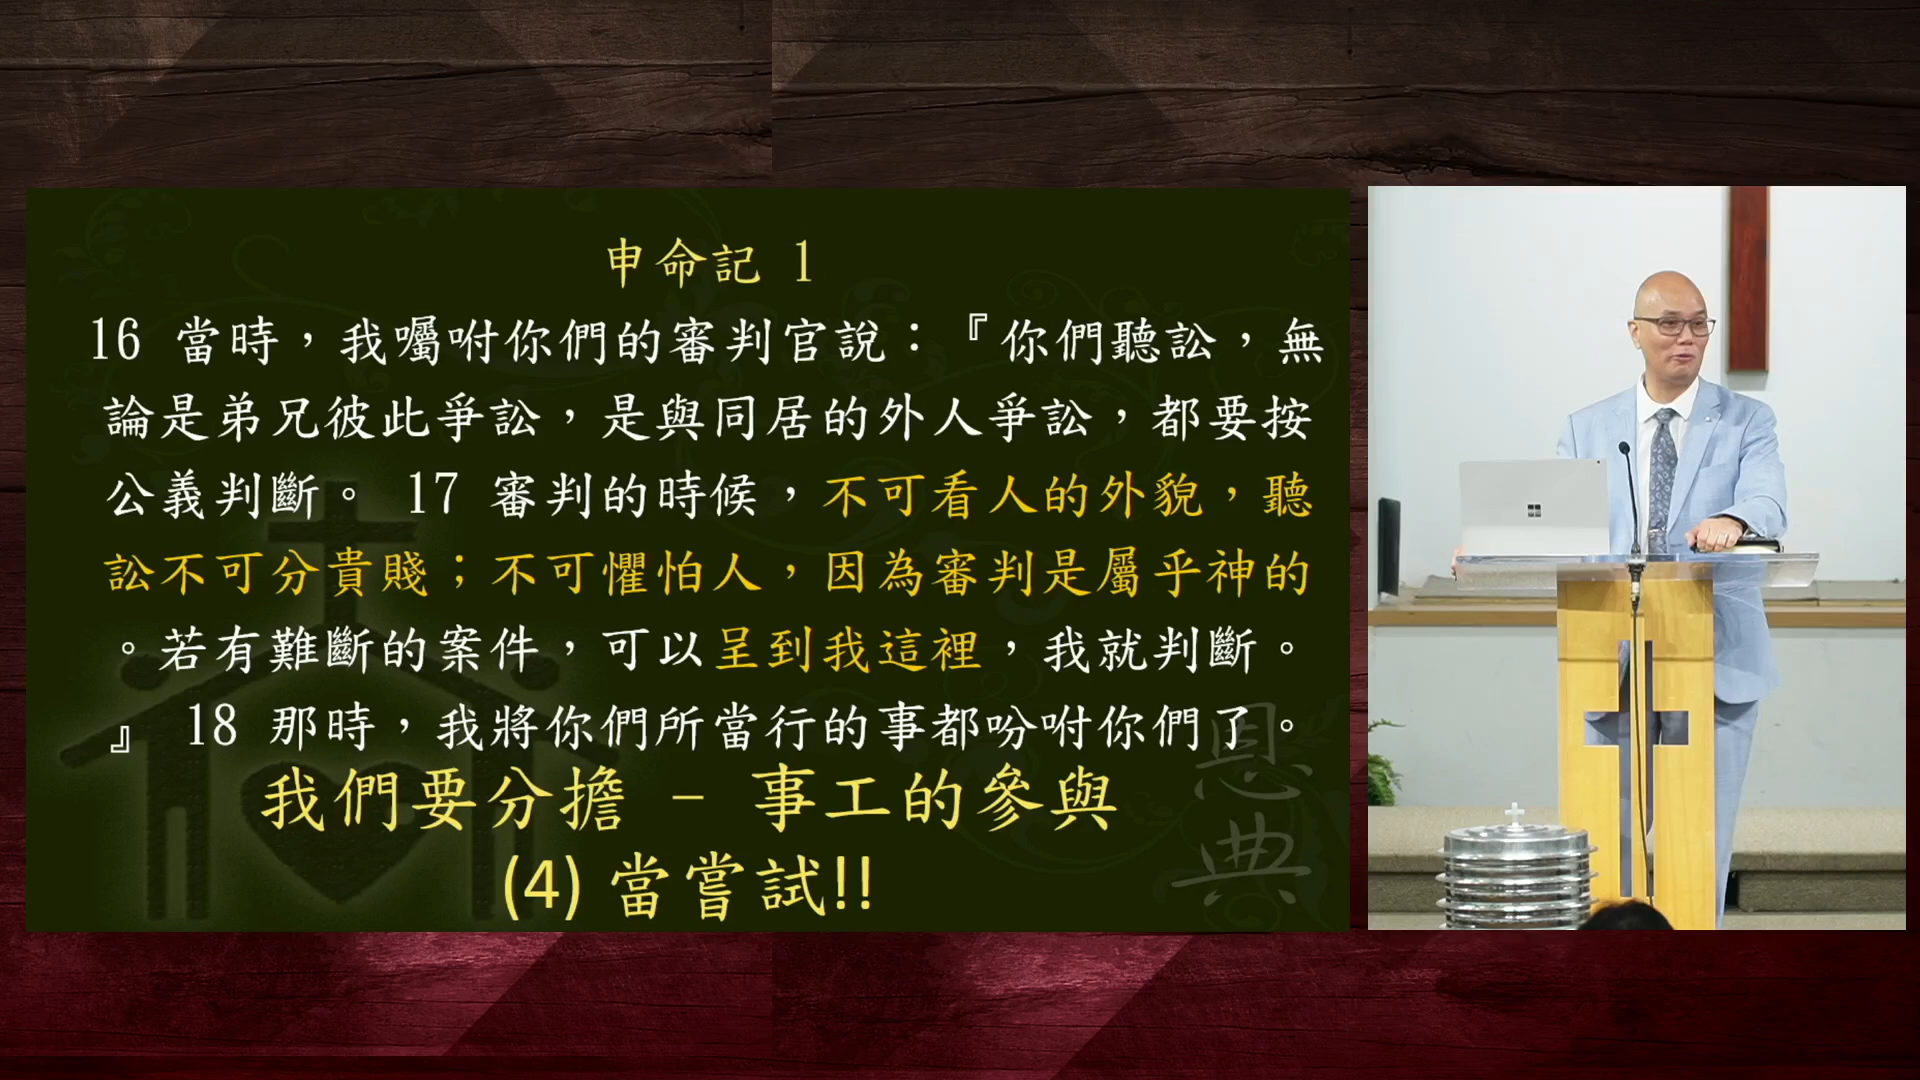 申命記 1
16 當時，我囑咐你們的審判官說：『你們聽訟，無
論是弟兄彼此爭訟，是與同居的外人爭訟，都要按
公義判斷。 17 審判的時候，不可看人的外貌，聽
訟不可分貴賤；不可懼怕人，因為審判是屬乎神的
。若有難斷的案件，可以呈到我這裡，我就判斷。
』 18 那時，我將你們所當行的事都吩咐你們了。
我們要分擔 – 事工的參與
(4) 當嘗試!!
恩典